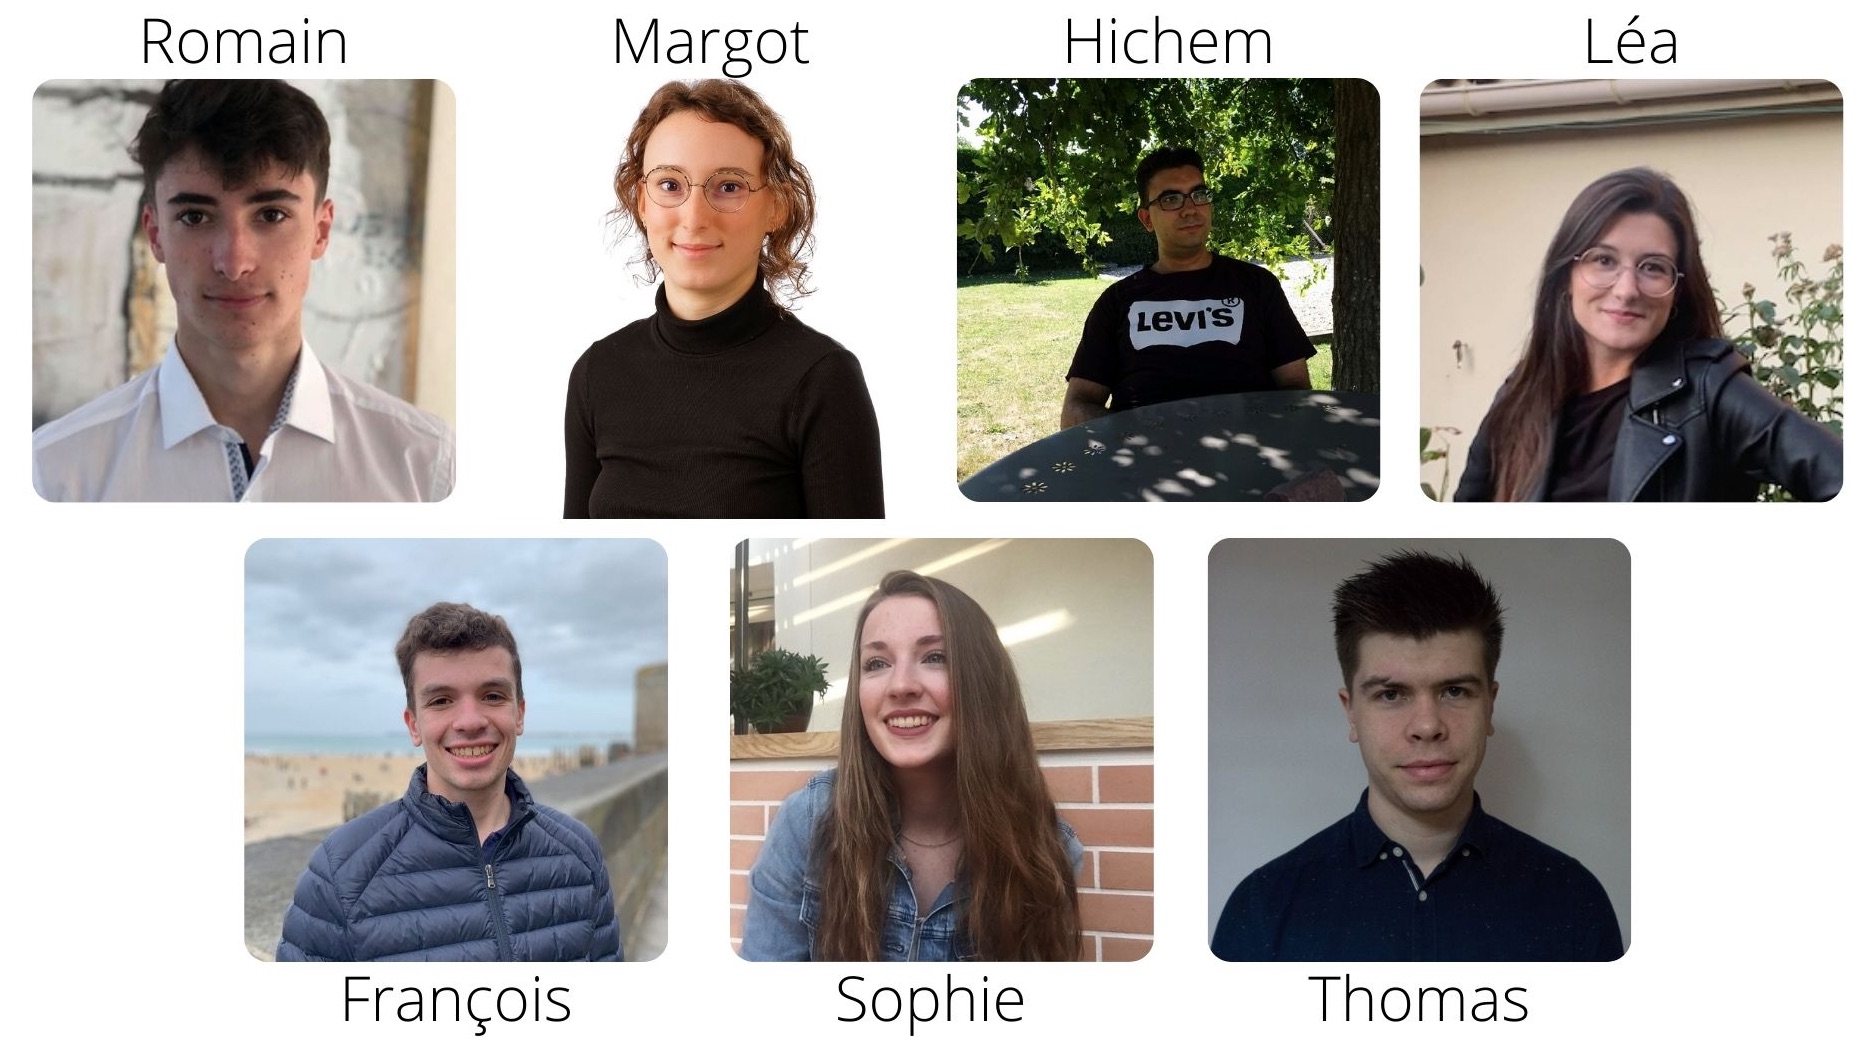 Romain
Margot
Hichem
Léa
LEVI'S ®
François
Sophie
Thomas